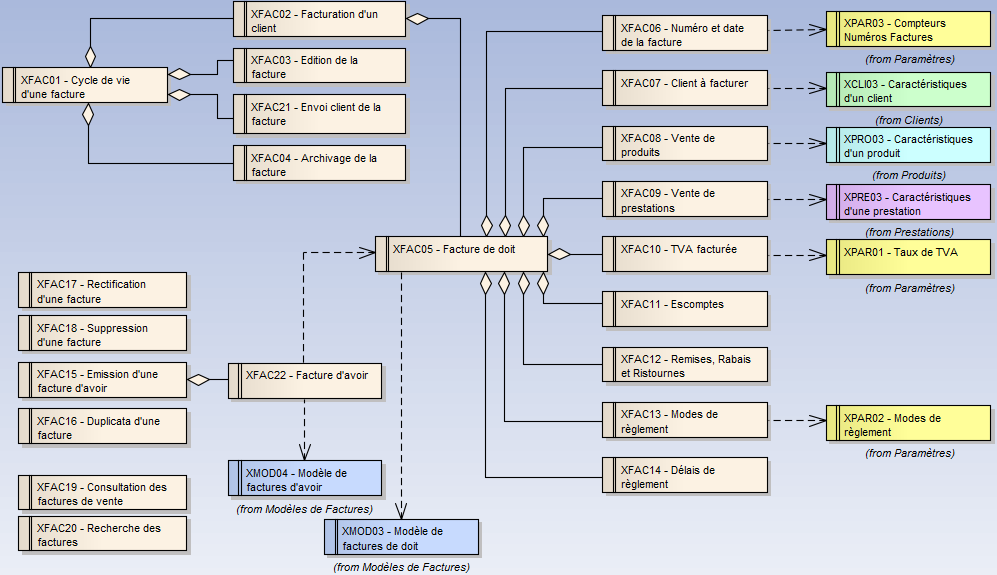 XFAC02 - Facturation d'un
client
XFAC01 - Cycle de vie
d'une facture
XFAC03 - Edition de la
facture
XFAC21 - Envoi client de la
facture
XFAC04 - Archivage de la
facture
XFAC05 - Facture de doit
XFAC06 - Numéro et date
de la facture
XFAC07 - Client à facturer
XFAC08 - Vente de
produits
XFAC09 - Vente de
prestations
XFAC10 - TVA facturée
XFAC11 - Escomptes
XFAC12 - Remises, Rabais
et Ristournes
XFAC13 - Modes de
règlement
XFAC14 - Délais de
règlement
XPAR03 - Compteurs
Numéros Factures
(from Paramètres)
XCLI03 - Caractéristiques
d'un client
(from Clients)
XPRO03 - Caractéristiques
d'un produit
(from Produits)
XPRE03 - Caractéristiques
d'une prestation
(from Prestations)
XPAR01 - Taux de TVA
(from Paramètres)
XPAR02 - Modes de
règlement
(from Paramètres)
XFAC17 - Rectification
d'une facture
XFAC18 - Suppression
d'une facture
XFAC15 - Emission d'une
facture d'avoir
XFAC16 - Duplicata d'une
facture
XFAC19 - Consultation des
factures de vente
XFAC20 - Recherche des
factures
XFAC22 - Facture d'avoir
XMOD04 - Modèle de
factures d'avoir
(from Modèles de Factures)
XMOD03 - Modèle de
factures de doit
(from Modèles de Factures)